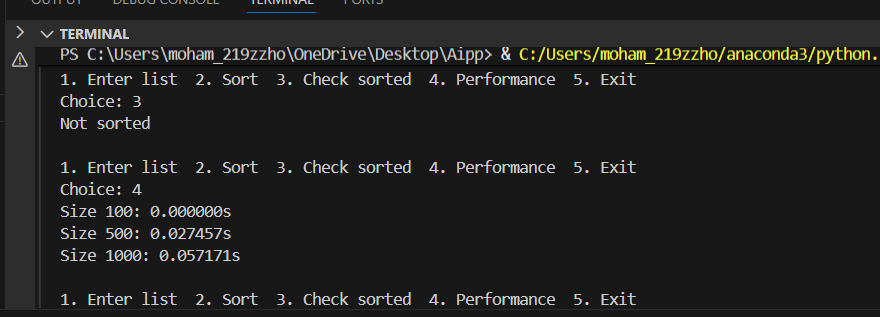 OUTPUT DEBUG CONSOLE TERMINAL PORTS
TERMINAL
PS C:\Users\moham_219zzho\OneDrive\Desktop\Aipp> & C:/Users/moham_219zzho/anaconda3/python.
1. Enter list  2. Sort  3. Check sorted  4. Performance  5. Exit
Choice: 3
Not sorted
1. Enter list  2. Sort  3. Check sorted  4. Performance  5. Exit
Choice: 4
Size 100: 0.000000s
Size 500: 0.027457s
Size 1000: 0.057171s
1. Enter list  2. Sort  3. Check sorted  4. Performance  5. Exit